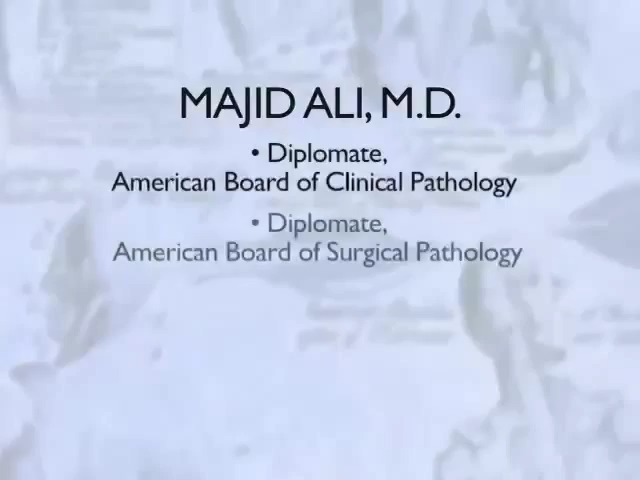 MAJID ALI, M.D.
• Diplomate,
American Board of Clinical Pathology
• Diplomate,
American Board of Surgical Pathology